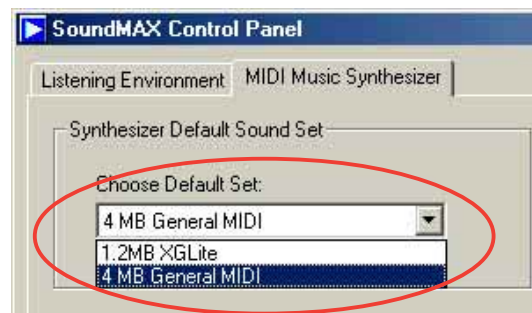 SoundMAX Control Panel
Listening Environment MIDI Music Synthesizer
Synthesizer Default Sound Set
Choose Default Set:
4 MB General MIDI
1.2MB XGLite
4 MB General MIDI